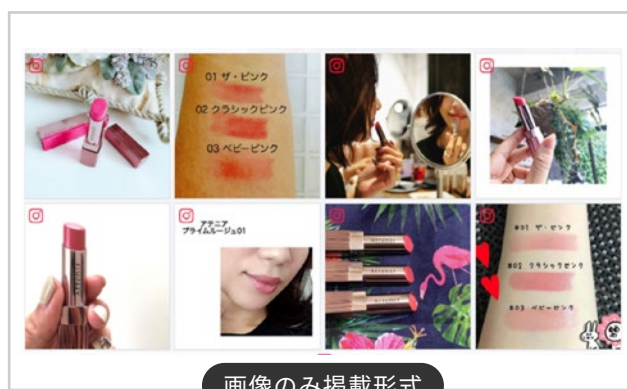 01 ザ・ピンク
02 クラシックピンク
03 ベビーピンク
アテニア
プライムルージュ01
ATTENIR
ATTENIR
ATTENIR
#01 ザ・ピンク
#02 クラシックピンク
#03 ベビーピンク
画像のみ掲載形式